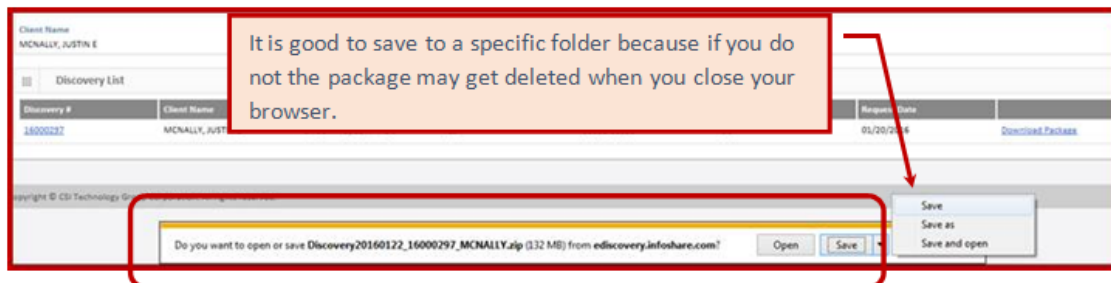 Client Name
MCNALLY, JUSTIN E
It is good to save to a specific folder because if you do
not the package may get deleted when you close your
browser.
Discovery List
Discovery # Client Name Request Date
16000297 MCNALLY, JUST 01/20/2016 Download Package
opyright © CSI Technology Gro
Do you want to open or save Discovery20160122_16000297_MCNALLY.zip (132 MB) from ediscovery.infoshare.com? Open Save
Save
Save as
Save and open